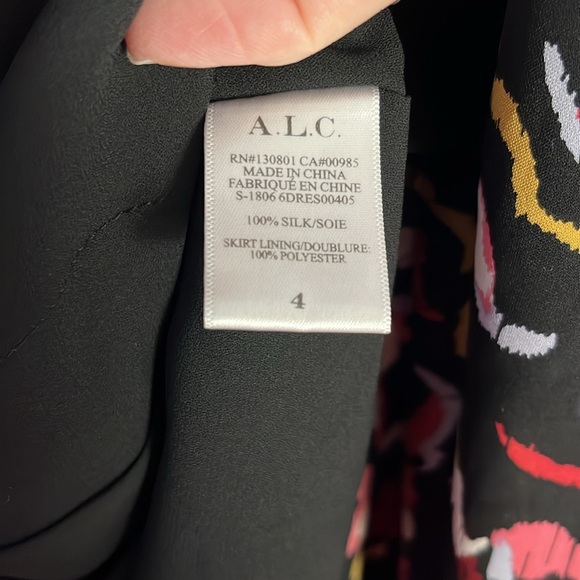 A.L.C.
RN#130801 CA#00985
MADE IN CHINA
FABRIQUÉ EN CHINE
S-1806 6DRES00405
100% SILK/SOIE
SKIRT LINING/DOUBLURE:
100% POLYESTER
4